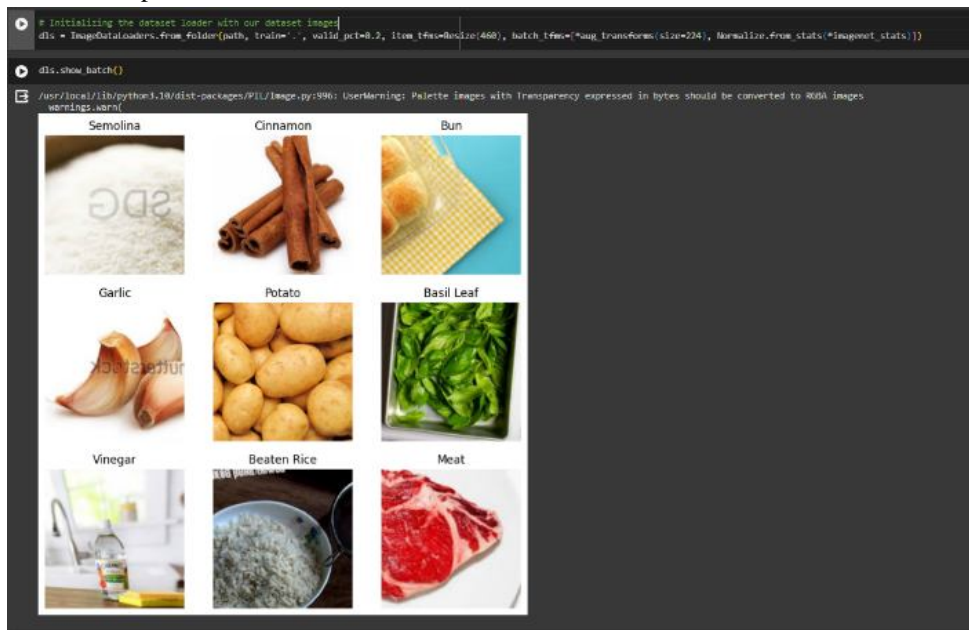 # Initializing the dataset loader with our dataset images
dls = ImageDataLoaders.from_folder(path, train='.', valid_pct=0.2, item_tfms=Resize(460), batch_tfms=[*aug_transforms(size=224), Normalize.from_stats(*imagenet_stats)])
dls.show_batch()
/usr/local/lib/python3.10/dist-packages/PIL/Image.py:996: UserWarning: Palette images with Transparency expressed in bytes should be converted to RGBA images
warnings.warn(
Semolina Cinnamon Bun
SDG
Garlic Potato Basil Leaf
utterstock
Vinegar Beaten Rice Meat